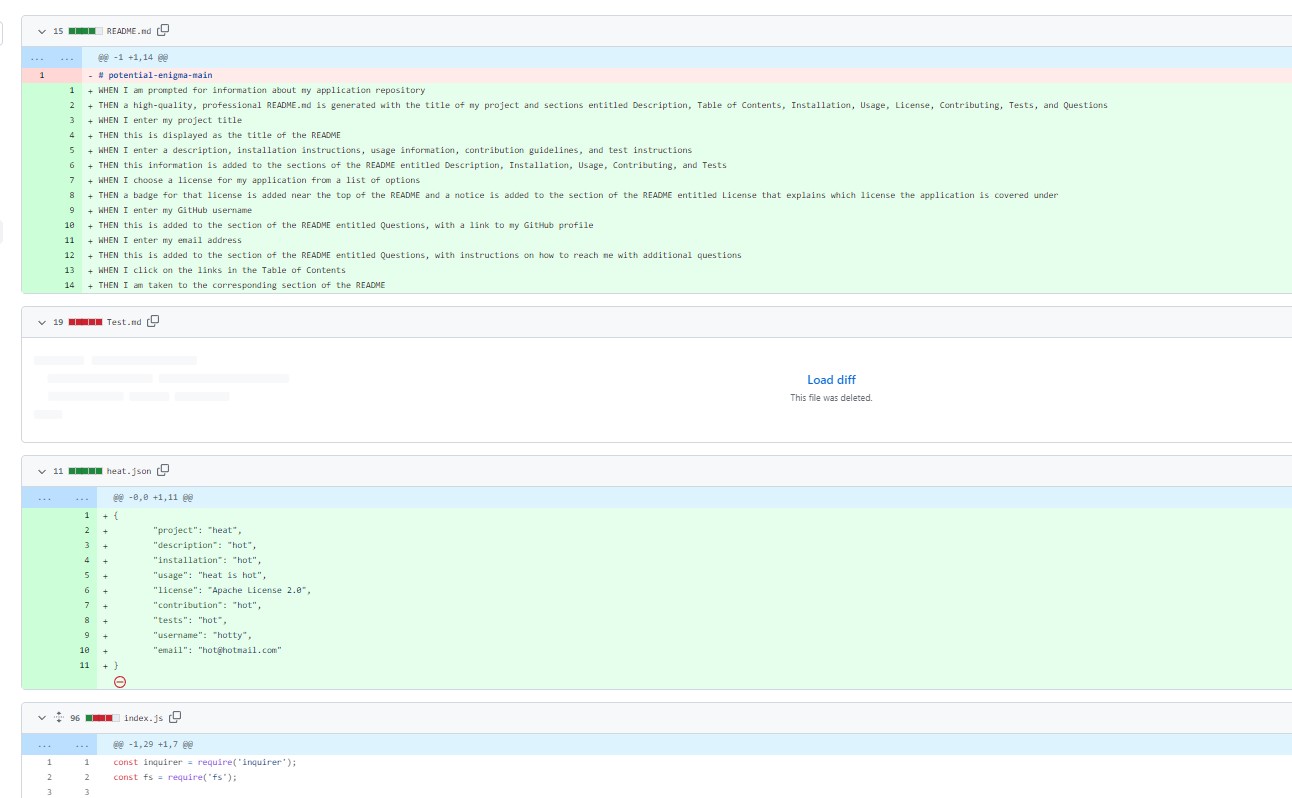 15 README.md
... ... @@ -1 +1,14 @@
1 - # potential-enigma-main
1 + WHEN I am prompted for information about my application repository
2 + THEN a high-quality, professional README.md is generated with the title of my project and sections entitled Description, Table of Contents, Installation, Usage, License, Contributing, Tests, and Questions
3 + WHEN I enter my project title
4 + THEN this is displayed as the title of the README
5 + WHEN I enter a description, installation instructions, usage information, contribution guidelines, and test instructions
6 + THEN this information is added to the sections of the README entitled Description, Installation, Usage, Contributing, and Tests
7 + WHEN I choose a license for my application from a list of options
8 + THEN a badge for that license is added near the top of the README and a notice is added to the section of the README entitled License that explains which license the application is covered under
9 + WHEN I enter my GitHub username
10 + THEN this is added to the section of the README entitled Questions, with a link to my GitHub profile
11 + WHEN I enter my email address
12 + THEN this is added to the section of the README entitled Questions, with instructions on how to reach me with additional questions
13 + WHEN I click on the links in the Table of Contents
14 + THEN I am taken to the corresponding section of the README
19 Test.md
Load diff
This file was deleted.
11 heat.json
... ... @@ -0,0 +1,11 @@
1 + {
2 + "project": "heat",
3 + "description": "hot",
4 + "installation": "hot",
5 + "usage": "heat is hot",
6 + "license": "Apache License 2.0",
7 + "contribution": "hot",
8 + "tests": "hot",
9 + "username": "hotty",
10 + "email": "hot@hotmail.com"
11 + }
96 index.js
... ... @@ -1,29 +1,7 @@
1 1 const inquirer = require('inquirer');
2 2 const fs = require('fs');
3 3